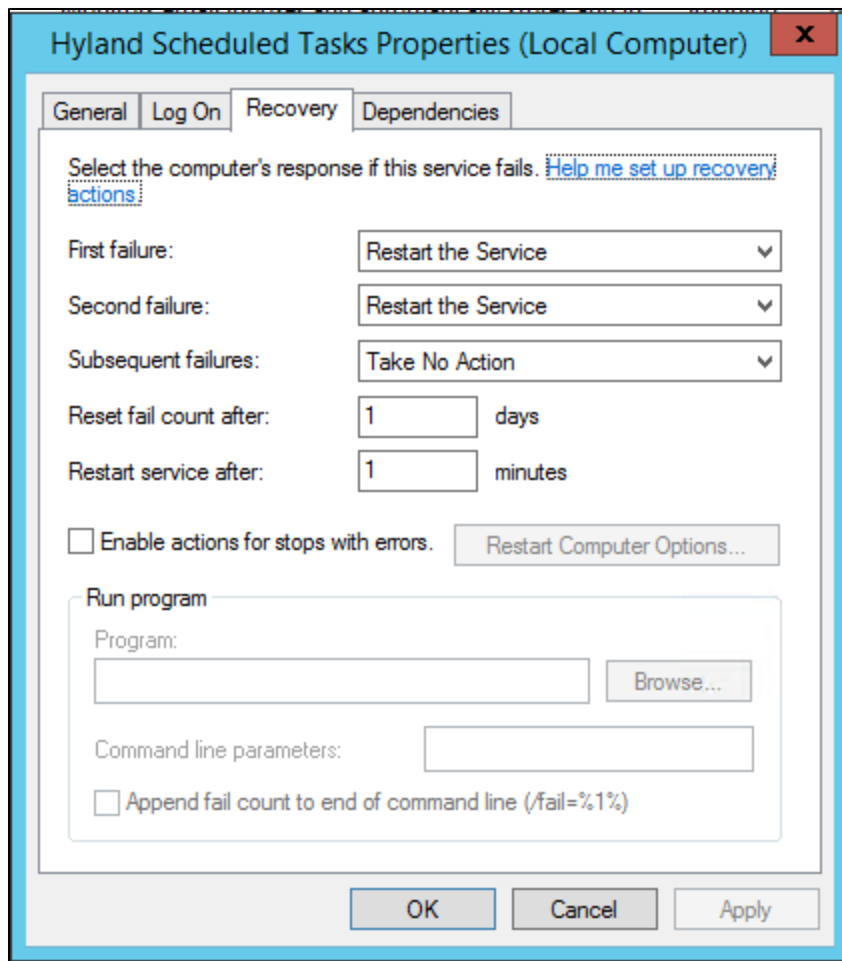 Hyland Scheduled Tasks Properties (Local Computer)
x
General Log On Recovery Dependencies
Select the computer's response if this service fails. Help me set up recovery
actions.
First failure: Restart the Service
Second failure: Restart the Service
Subsequent failures: Take No Action
Reset fail count after: 1 days
Restart service after: 1 minutes
Enable actions for stops with errors. Restart Computer Options...
Run program
Program:
Browse...
Command line parameters:
Append fail count to end of command line (/fail=%1%)
OK Cancel Apply